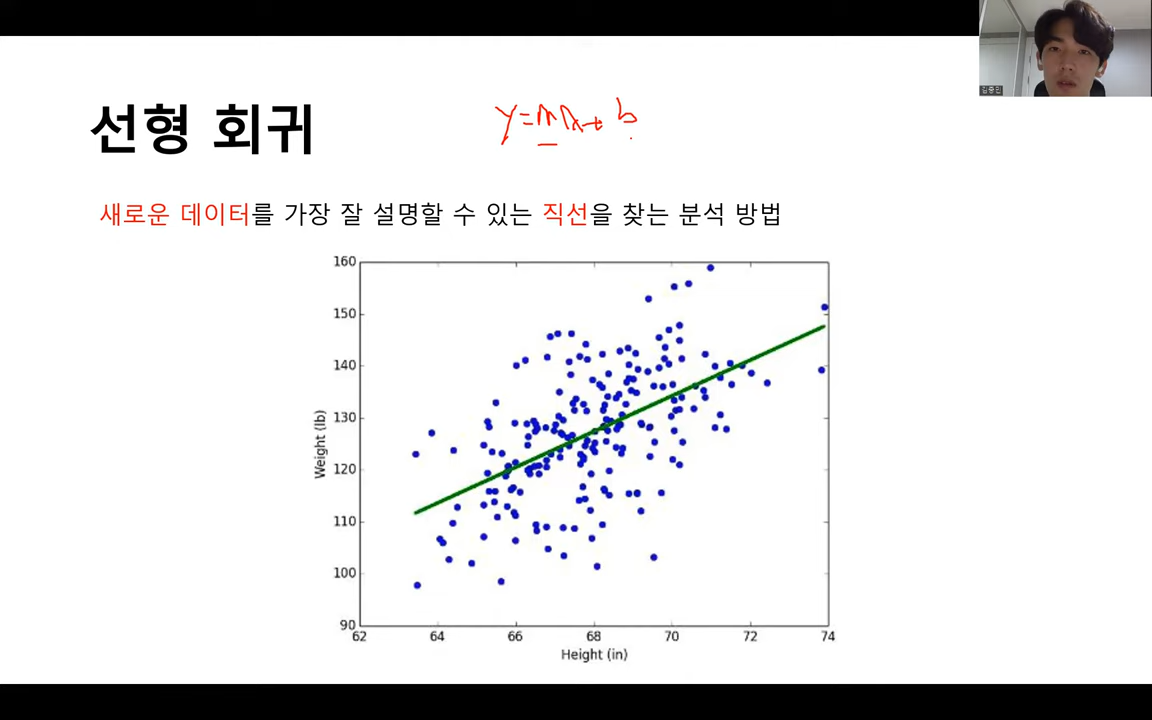 선형 회귀
y=mx+b
새로운 데이터를 가장 잘 설명할 수 있는 직선을 찾는 분석 방법
160
150
140
130
120
110
100
90
Weight (lb)
62 64 66 68 70 72 74
Height (in)